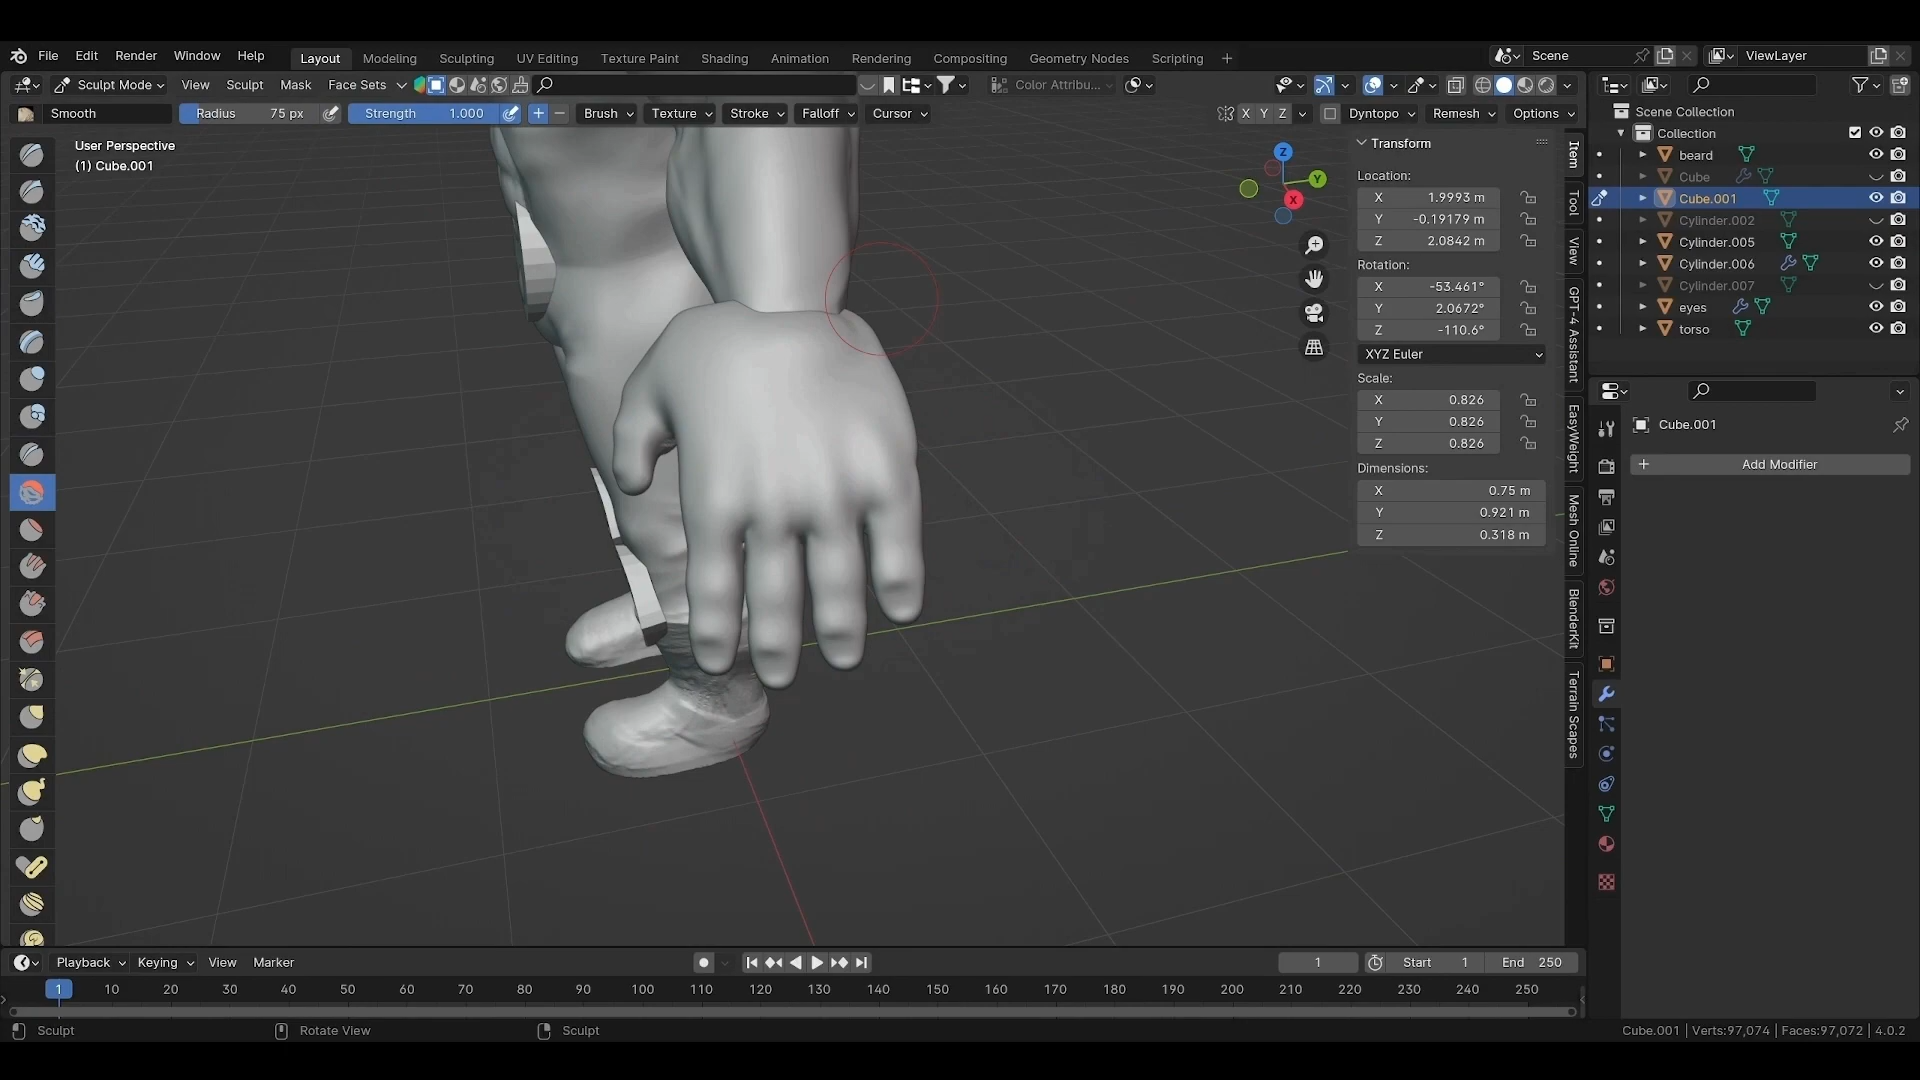 File Edit Render Window Help Layout Modeling Sculpting UV Editing Texture Paint Shading Animation Rendering Compositing Geometry Nodes Scripting + Scene ViewLayer
Sculpt Mode View Sculpt Mask Face Sets Color Attribu...
Smooth Radius 75 px Strength 1.000 Brush Texture Stroke Falloff Cursor X Y Z Dyntopo Remesh Options
User Perspective
(1) Cube.001
Z
Y
X
Transform
Location:
X 1.9993 m
Y -0.19179 m
Z 2.0842 m
Rotation:
X -53.461°
Y 2.0672°
Z -110.6°
XYZ Euler
Scale:
X 0.826
Y 0.826
Z 0.826
Dimensions:
X 0.75 m
Y 0.921 m
Z 0.318 m
Item
Tool
View
GPT-4 Assistant
EasyWeight
Mesh Online
BlenderKit
Terrain Scapes
Scene Collection
Collection
beard
Cube
Cube.001
Cylinder.002
Cylinder.005
Cylinder.006
Cylinder.007
eyes
torso
Cube.001
+ Add Modifier
Playback Keying View Marker 1 Start 1 End 250
1 10 20 30 40 50 60 70 80 90 100 110 120 130 140 150 160 170 180 190 200 210 220 230 240 250
Sculpt Rotate View Sculpt Cube.001 | Verts:97,074 | Faces:97,072 | 4.0.2